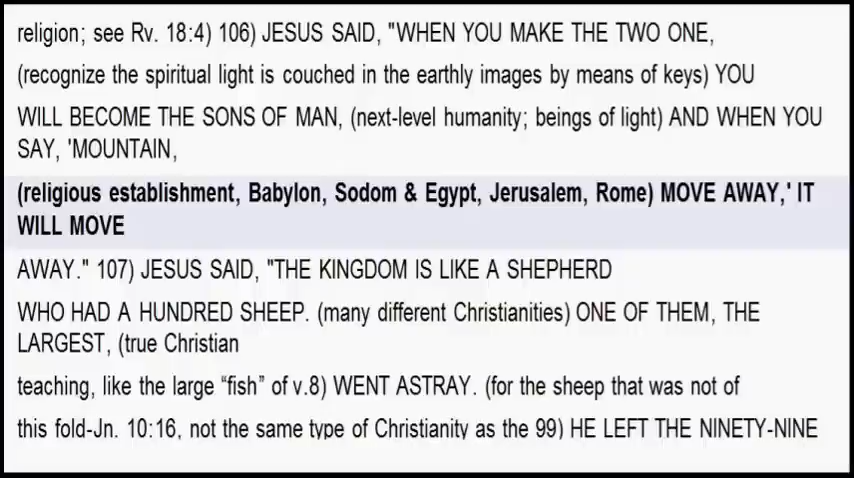 religion; see Rv. 18:4) 106) JESUS SAID, "WHEN YOU MAKE THE TWO ONE,
(recognize the spiritual light is couched in the earthly images by means of keys) YOU
WILL BECOME THE SONS OF MAN, (next-level humanity; beings of light) AND WHEN YOU
SAY, 'MOUNTAIN,
(religious establishment, Babylon, Sodom & Egypt, Jerusalem, Rome) MOVE AWAY,' IT
WILL MOVE
AWAY." 107) JESUS SAID, "THE KINGDOM IS LIKE A SHEPHERD
WHO HAD A HUNDRED SHEEP. (many different Christianities) ONE OF THEM, THE
LARGEST, (true Christian
teaching, like the large “fish” of v.8) WENT ASTRAY. (for the sheep that was not of
this fold-Jn. 10:16, not the same type of Christianity as the 99) HE LEFT THE NINETY-NINE